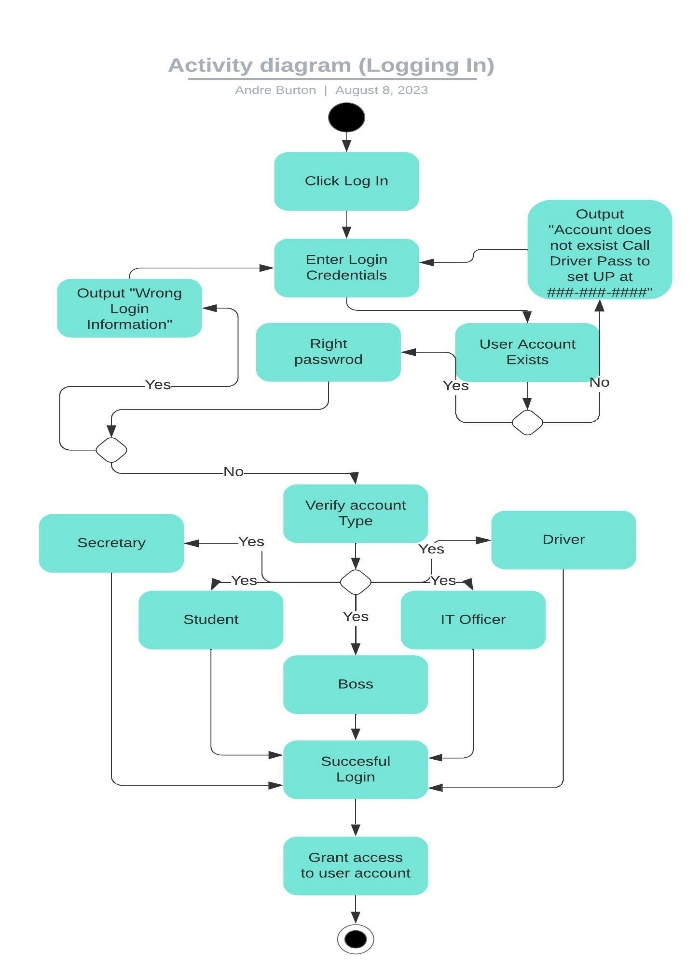 Activity diagram (Logging In)
Andre Burton | August 8, 2023
Click Log In
Output
"Account does
not exsist Call
Driver Pass to
set UP at
###-###-####"
Enter Login
Credentials
Output "Wrong
Login
Information"
Right
passwrod
User Account
Exists
Yes
Yes
No
No
Verify account
Type
Secretary
Yes
Yes
Driver
Yes
Yes
Student
Yes
IT Officer
Boss
Succesful
Login
Grant access
to user account